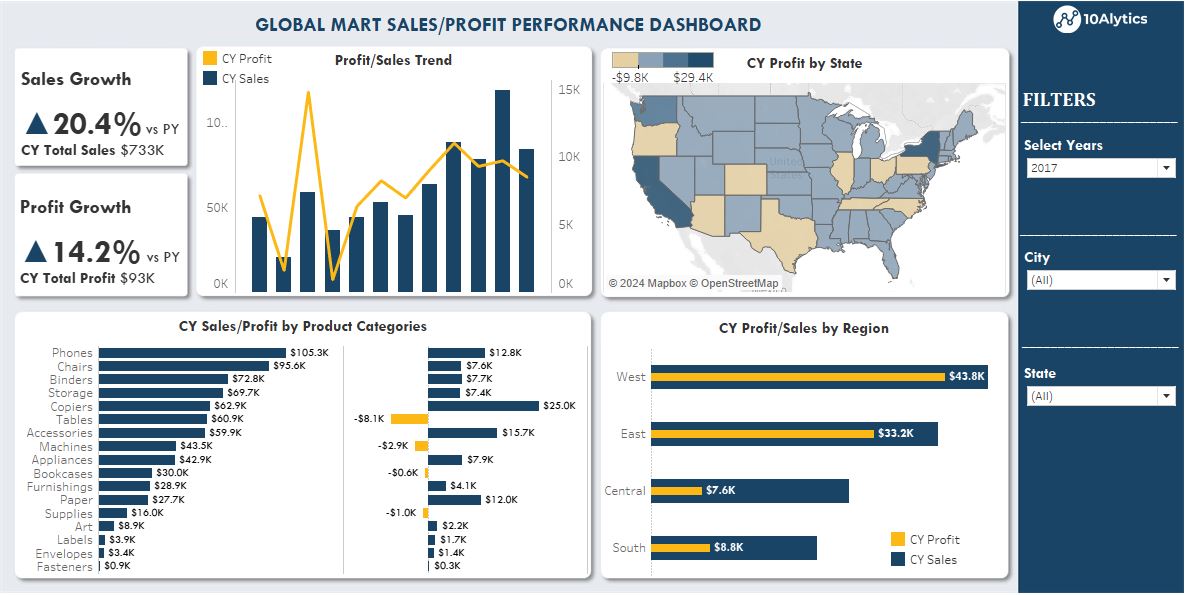 GLOBAL MART SALES/PROFIT PERFORMANCE DASHBOARD
10Alytics
Sales Growth
▲ 20.4% vs PY
CY Total Sales $733K
Profit Growth
▲ 14.2% vs PY
CY Total Profit $93K
CY Profit
CY Sales
Profit/Sales Trend
10..
50K
0K
15K
10K
5K
0K
-$9.8K $29.4K
CY Profit by State
United
States
Mexico
© 2024 Mapbox © OpenStreetMap
FILTERS
Select Years
2017
City
(All)
State
(All)
CY Sales/Profit by Product Categories
Phones $105.3K $12.8K
Chairs $95.6K $7.6K
Binders $72.8K $7.7K
Storage $69.7K $7.4K
Copiers $62.9K $25.0K
Tables $60.9K -$8.1K
Accessories $59.9K $15.7K
Machines $43.5K -$2.9K
Appliances $42.9K $7.9K
Bookcases $30.0K -$0.6K
Furnishings $28.9K $4.1K
Paper $27.7K $12.0K
Supplies $16.0K -$1.0K
Art $8.9K $2.2K
Labels $3.9K $1.7K
Envelopes $3.4K $1.4K
Fasteners $0.9K $0.3K
CY Profit/Sales by Region
West $43.8K
East $33.2K
Central $7.6K
South $8.8K
CY Profit
CY Sales